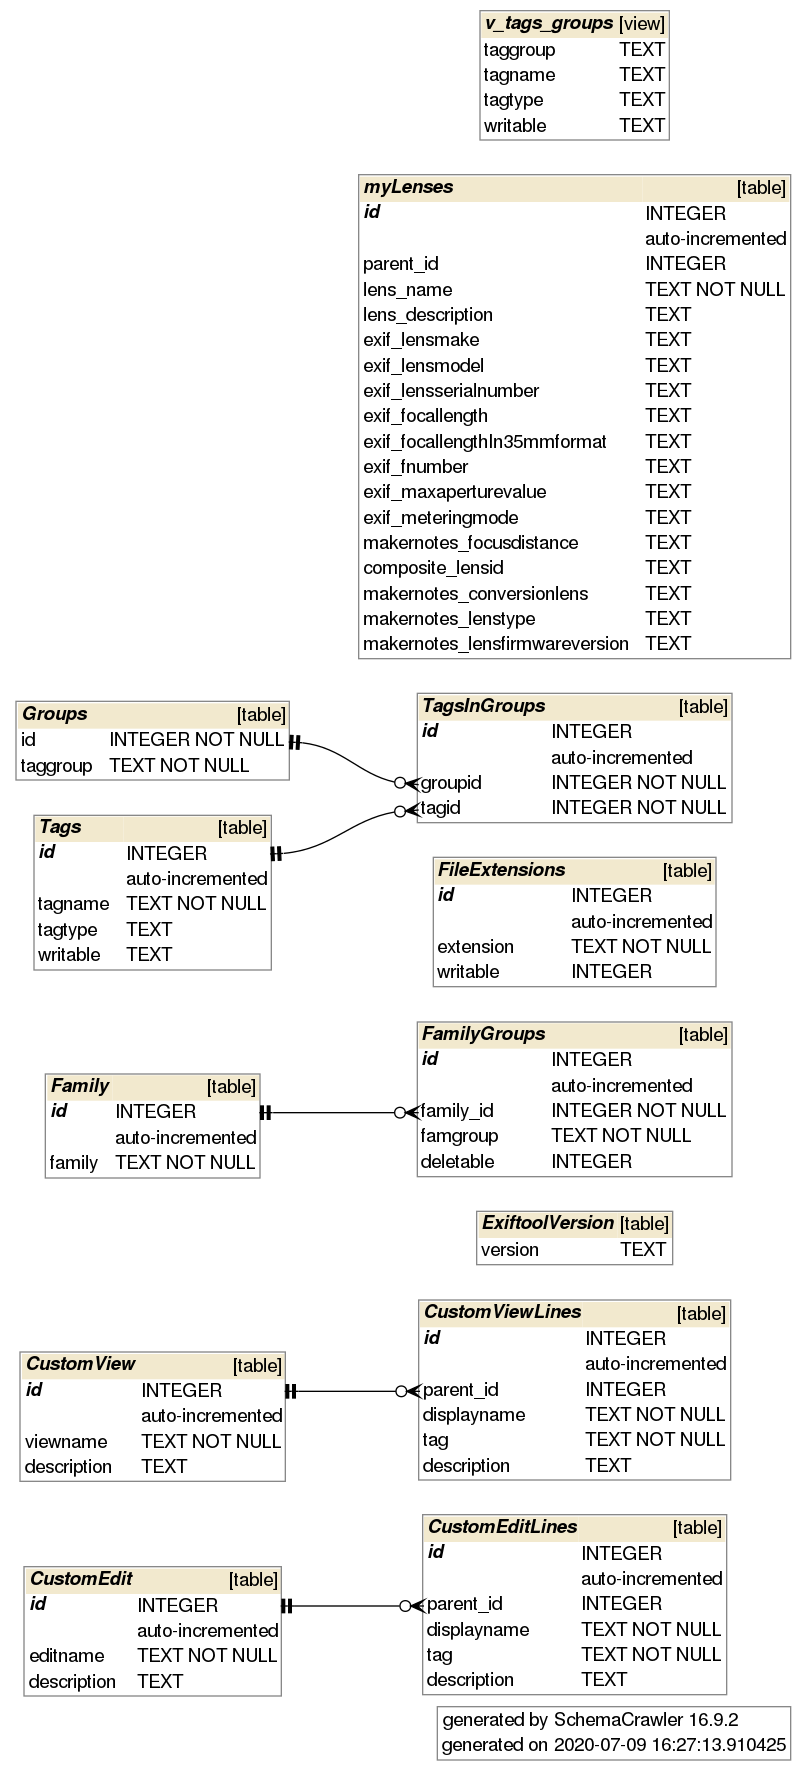 v_tags_groups [view]
taggroup TEXT
tagname TEXT
tagtype TEXT
writable TEXT
myLenses [table]
id INTEGER
auto-incremented
parent_id INTEGER
lens_name TEXT NOT NULL
lens_description TEXT
exif_lensmake TEXT
exif_lensmodel TEXT
exif_lensserialnumber TEXT
exif_focallength TEXT
exif_focallengthIn35mmformat TEXT
exif_fnumber TEXT
exif_maxaperturevalue TEXT
exif_meteringmode TEXT
makernotes_focusdistance TEXT
composite_lensid TEXT
makernotes_conversionlens TEXT
makernotes_lenstype TEXT
makernotes_lensfirmwareversion TEXT
Groups [table]
id INTEGER NOT NULL
taggroup TEXT NOT NULL
TagsInGroups [table]
id INTEGER
auto-incremented
groupid INTEGER NOT NULL
tagid INTEGER NOT NULL
Tags [table]
id INTEGER
auto-incremented
tagname TEXT NOT NULL
tagtype TEXT
writable TEXT
FileExtensions [table]
id INTEGER
auto-incremented
extension TEXT NOT NULL
writable INTEGER
Family [table]
id INTEGER
auto-incremented
family TEXT NOT NULL
FamilyGroups [table]
id INTEGER
auto-incremented
family_id INTEGER NOT NULL
famgroup TEXT NOT NULL
deletable INTEGER
ExiftoolVersion [table]
version TEXT
CustomView [table]
id INTEGER
auto-incremented
viewname TEXT NOT NULL
description TEXT
CustomViewLines [table]
id INTEGER
auto-incremented
parent_id INTEGER
displayname TEXT NOT NULL
tag TEXT NOT NULL
description TEXT
CustomEdit [table]
id INTEGER
auto-incremented
editname TEXT NOT NULL
description TEXT
CustomEditLines [table]
id INTEGER
auto-incremented
parent_id INTEGER
displayname TEXT NOT NULL
tag TEXT NOT NULL
description TEXT
generated by SchemaCrawler 16.9.2
generated on 2020-07-09 16:27:13.910425